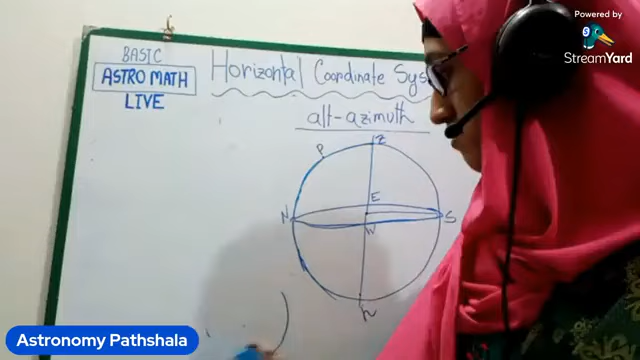 Powered by
StreamYard
BASIC
ASTRO MATH
LIVE
Horizontal Coordinate Sys
alt-azimuth
Z
P
E
N
S
W
Astronomy Pathshala